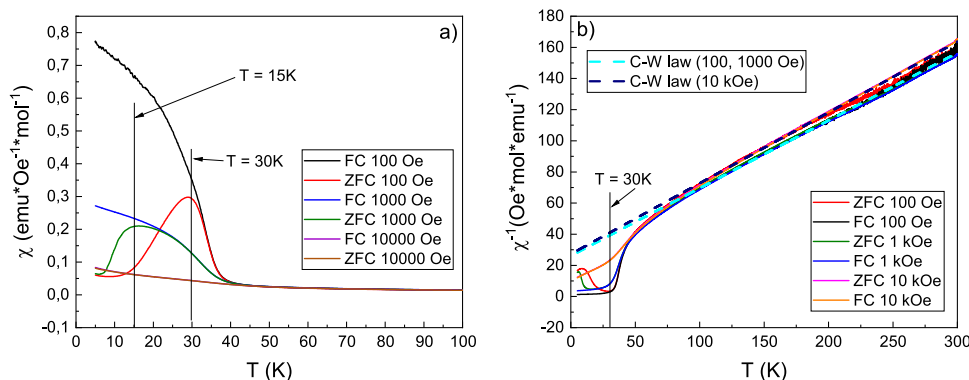 a)
0,8
0,7
0,6
0,5
0,4
0,3
0,2
0,1
0,0
-0,1
χ (emu*Oe⁻¹*mol⁻¹)
T = 15K
T = 30K
FC 100 Oe
ZFC 100 Oe
FC 1000 Oe
ZFC 1000 Oe
FC 10000 Oe
ZFC 10000 Oe
0 10 20 30 40 50 60 70 80 90 100
T (K)
b)
180
160
140
120
100
80
60
40
20
0
-20
χ⁻¹(Oe*mol*emu⁻¹)
C-W law (100, 1000 Oe)
C-W law (10 kOe)
T = 30K
ZFC 100 Oe
FC 100 Oe
ZFC 1 kOe
FC 1 kOe
ZFC 10 kOe
FC 10 kOe
0 50 100 150 200 250 300
T (K)